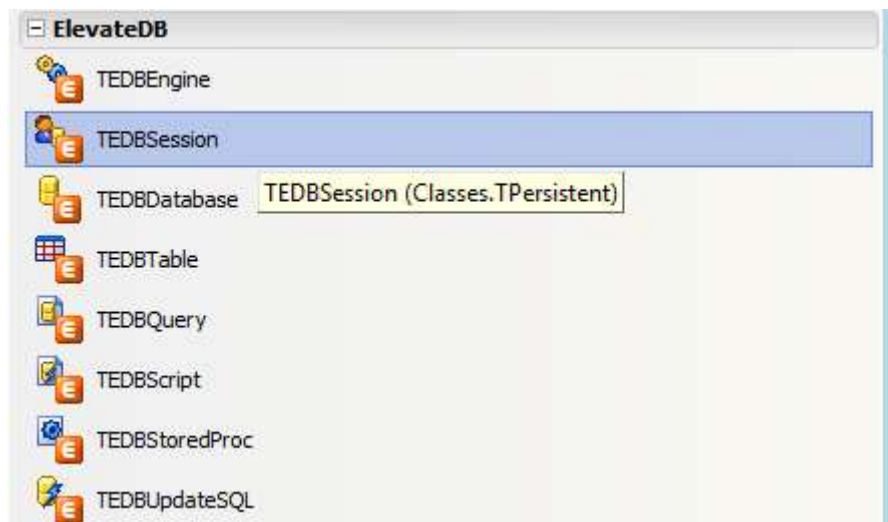 ElevateDB
TEDBEngine
TEDBSession
TEDBDatabase
TEDBSession (Classes.TPersistent)
TEDBTable
TEDBQuery
TEDBScript
TEDBStoredProc
TEDBUpdateSQL